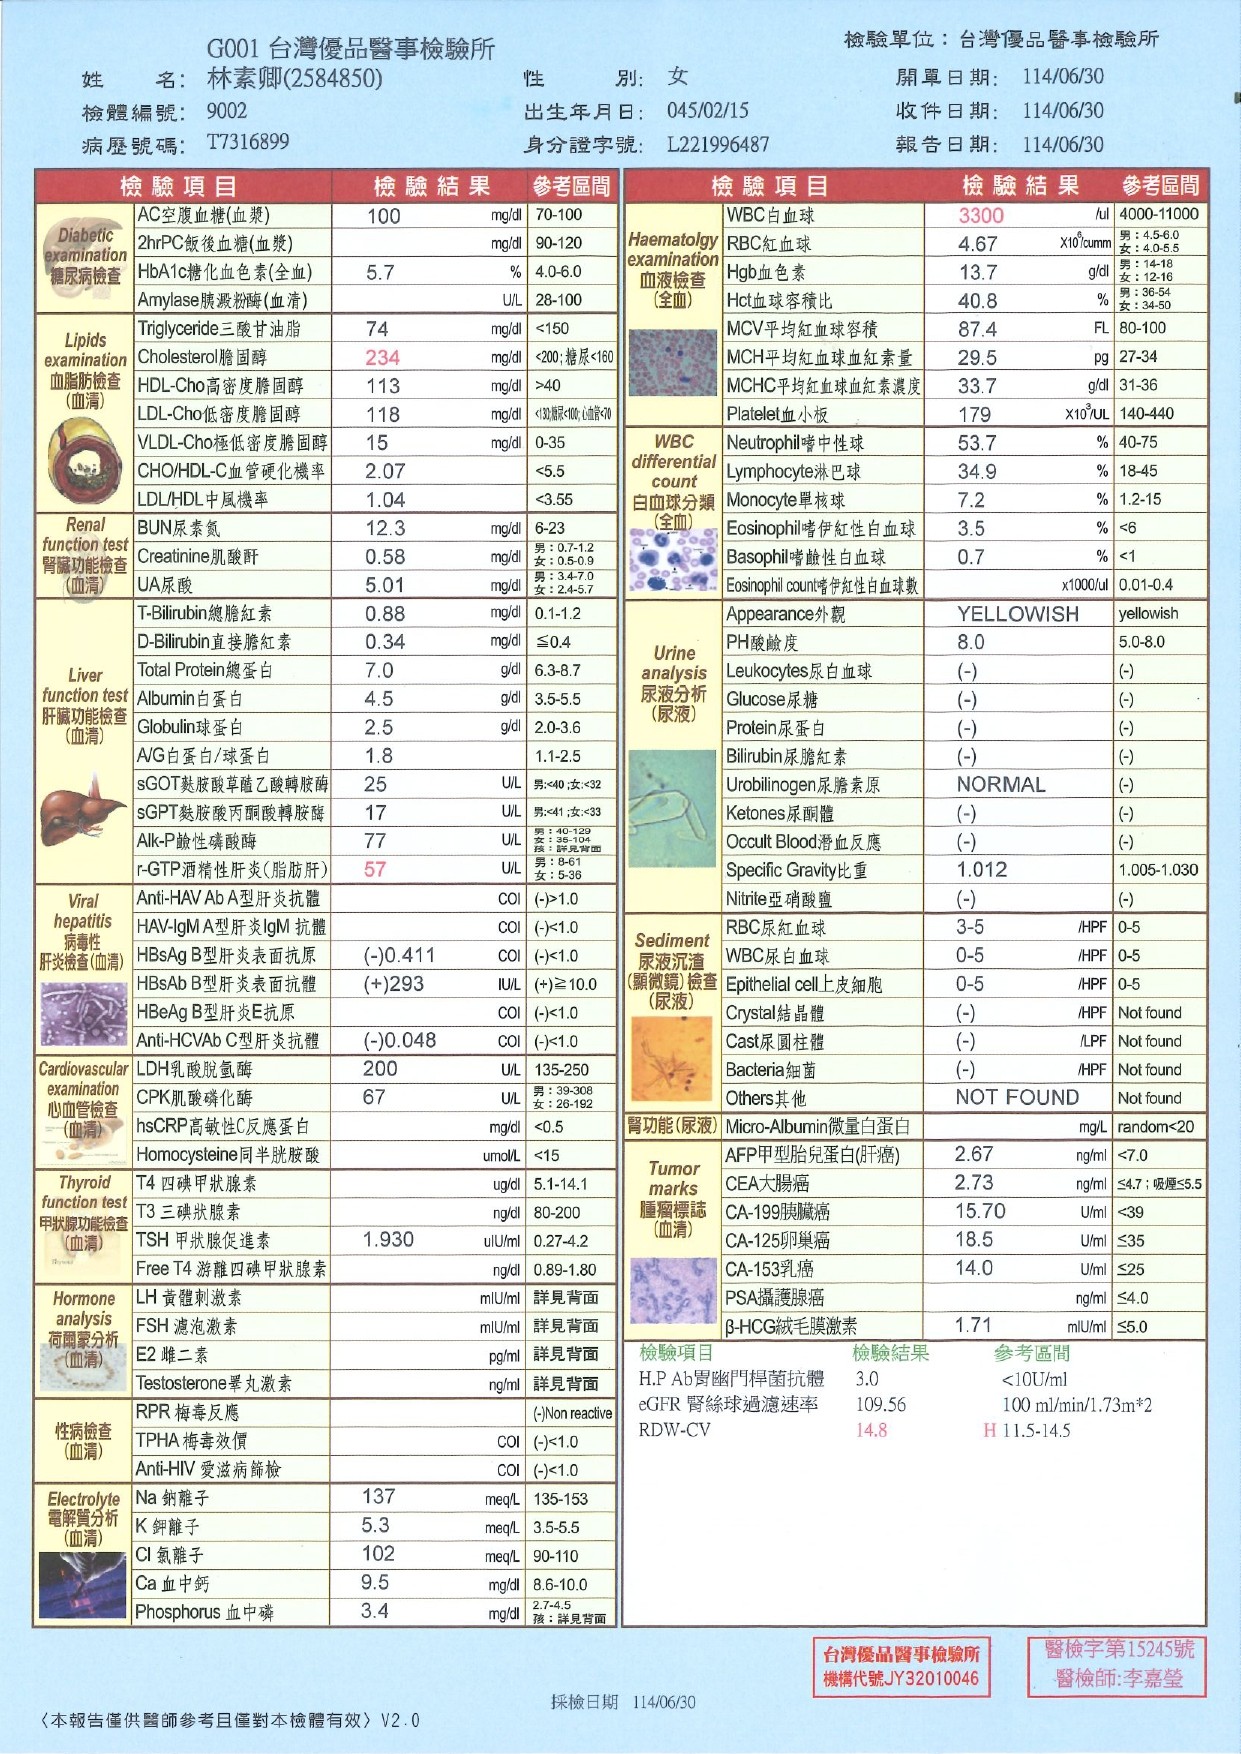 G001 台灣優品醫事檢驗所
檢驗單位：台灣優品醫事檢驗所
姓 名： 林素卿(2584850) 性 別： 女 開單日期： 114/06/30
檢體編號： 9002 出生年月日： 045/02/15 收件日期： 114/06/30
病歷號碼： T7316899 身分證字號： L221996487 報告日期： 114/06/30
檢驗項目 檢驗結果 參考區間
Diabetic examination 糖尿病檢查
AC空腹血糖(血漿) 100 mg/dl 70-100
2hrPC飯後血糖(血漿) mg/dl 90-120
HbA1c糖化血色素(全血) 5.7 % 4.0-6.0
Amylase胰澱粉酶(血清) U/L 28-100
Lipids examination 血脂肪檢查 (血清)
Triglyceride三酸甘油脂 74 mg/dl <150
Cholesterol膽固醇 234 mg/dl <200;糖尿<160
HDL-Cho高密度膽固醇 113 mg/dl >40
LDL-Cho低密度膽固醇 118 mg/dl <130;糖尿<100;心血管<70
VLDL-Cho極低密度膽固醇 15 mg/dl 0-35
CHO/HDL-C血管硬化機率 2.07 <5.5
LDL/HDL中風機率 1.04 <3.55
Renal function test 腎臟功能檢查 (血清)
BUN尿素氮 12.3 mg/dl 6-23
Creatinine肌酸酐 0.58 mg/dl 男：0.7-1.2 女：0.5-0.9
UA尿酸 5.01 mg/dl 男：3.4-7.0 女：2.4-5.7
Liver function test 肝臟功能檢查 (血清)
T-Bilirubin總膽紅素 0.88 mg/dl 0.1-1.2
D-Bilirubin直接膽紅素 0.34 mg/dl ≦0.4
Total Protein總蛋白 7.0 g/dl 6.3-8.7
Albumin白蛋白 4.5 g/dl 3.5-5.5
Globulin球蛋白 2.5 g/dl 2.0-3.6
A/G白蛋白/球蛋白 1.8 1.1-2.5
sGOT麩胺酸草醯乙酸轉胺酶 25 U/L 男:<40 ;女:<32
sGPT麩胺酸丙酮酸轉胺酶 17 U/L 男:<41 ;女:<33
Alk-P鹼性磷酸酶 77 U/L 男：40-129 女：35-104 孩：詳見背面
r-GTP酒精性肝炎(脂肪肝) 57 U/L 男：8-61 女：5-36
Viral hepatitis 病毒性 肝炎檢查(血清)
Anti-HAV Ab A型肝炎抗體 COI (-)>1.0
HAV-IgM A型肝炎IgM 抗體 COI (-)<1.0
HBsAg B型肝炎表面抗原 (-)0.411 COI (-)<1.0
HBsAb B型肝炎表面抗體 (+)293 IU/L (+)≧10.0
HBeAg B型肝炎E抗原 COI (-)<1.0
Anti-HCVAb C型肝炎抗體 (-)0.048 COI (-)<1.0
Cardiovascular examination 心血管檢查 (血清)
LDH乳酸脫氫酶 200 U/L 135-250
CPK肌酸磷化酶 67 U/L 男：39-308 女：26-192
hsCRP高敏性C反應蛋白 mg/dl <0.5
Homocysteine同半胱胺酸 umol/L <15
Thyroid function test 甲狀腺功能檢查 (血清)
T4 四碘甲狀腺素 ug/dl 5.1-14.1
T3 三碘狀腺素 ng/dl 80-200
TSH 甲狀腺促進素 1.930 uIU/ml 0.27-4.2
Free T4 游離四碘甲狀腺素 ng/dl 0.89-1.80
Hormone analysis 荷爾蒙分析 (血清)
LH 黃體刺激素 mIU/ml 詳見背面
FSH 濾泡激素 mIU/ml 詳見背面
E2 雌二素 pg/ml 詳見背面
Testosterone睪丸激素 ng/ml 詳見背面
性病檢查 (血清)
RPR 梅毒反應 (-)Non reactive
TPHA 梅毒效價 COI (-)<1.0
Anti-HIV 愛滋病篩檢 COI (-)<1.0
Electrolyte 電解質分析 (血清)
Na 鈉離子 137 meq/L 135-153
K 鉀離子 5.3 meq/L 3.5-5.5
Cl 氯離子 102 meq/L 90-110
Ca 血中鈣 9.5 mg/dl 8.6-10.0
Phosphorus 血中磷 3.4 mg/dl 2.7-4.5 孩：詳見背面
檢驗項目 檢驗結果 參考區間
Haematolgy examination 血液檢查 (全血)
WBC白血球 3300 /ul 4000-11000
RBC紅血球 4.67 X10⁶/cumm 男：4.5-6.0 女：4.0-5.5
Hgb血色素 13.7 g/dl 男：14-18 女：12-16
Hct血球容積比 40.8 % 男：36-54 女：34-50
MCV平均紅血球容積 87.4 FL 80-100
MCH平均紅血球血紅素量 29.5 pg 27-34
MCHC平均紅血球血紅素濃度 33.7 g/dl 31-36
Platelet血小板 179 X10³/UL 140-440
WBC differential count 白血球分類 (全血)
Neutrophil嗜中性球 53.7 % 40-75
Lymphocyte淋巴球 34.9 % 18-45
Monocyte單核球 7.2 % 1.2-15
Eosinophil嗜伊紅性白血球 3.5 % <6
Basophil嗜鹼性白血球 0.7 % <1
Eosinophil count嗜伊紅性白血球數 x1000/ul 0.01-0.4
Urine analysis 尿液分析 (尿液)
Appearance外觀 YELLOWISH yellowish
PH酸鹼度 8.0 5.0-8.0
Leukocytes尿白血球 (-) (-)
Glucose尿糖 (-) (-)
Protein尿蛋白 (-) (-)
Bilirubin尿膽紅素 (-) (-)
Urobilinogen尿膽素原 NORMAL (-)
Ketones尿酮體 (-) (-)
Occult Blood潛血反應 (-) (-)
Specific Gravity比重 1.012 1.005-1.030
Nitrite亞硝酸鹽 (-) (-)
Sediment 尿液沉渣 (顯微鏡)檢查 (尿液)
RBC尿紅血球 3-5 /HPF 0-5
WBC尿白血球 0-5 /HPF 0-5
Epithelial cell上皮細胞 0-5 /HPF 0-5
Crystal結晶體 (-) /HPF Not found
Cast尿圓柱體 (-) /LPF Not found
Bacteria細菌 (-) /HPF Not found
Others其他 NOT FOUND Not found
腎功能(尿液) Micro-Albumin微量白蛋白 mg/L random<20
Tumor marks 腫瘤標誌 (血清)
AFP甲型胎兒蛋白(肝癌) 2.67 ng/ml <7.0
CEA大腸癌 2.73 ng/ml ≤4.7；吸煙≤5.5
CA-199胰臟癌 15.70 U/ml <39
CA-125卵巢癌 18.5 U/ml ≤35
CA-153乳癌 14.0 U/ml ≤25
PSA攝護腺癌 ng/ml ≤4.0
β-HCG絨毛膜激素 1.71 mIU/ml ≤5.0
檢驗項目 檢驗結果 參考區間
H.P Ab胃幽門桿菌抗體 3.0 <10U/ml
eGFR 腎絲球過濾速率 109.56 100 ml/min/1.73m*2
RDW-CV 14.8 H 11.5-14.5
台灣優品醫事檢驗所
機構代號JY32010046
醫檢字第15245號
醫檢師:李嘉瑩
採檢日期 114/06/30
〈本報告僅供醫師參考且僅對本檢體有效〉V2.0